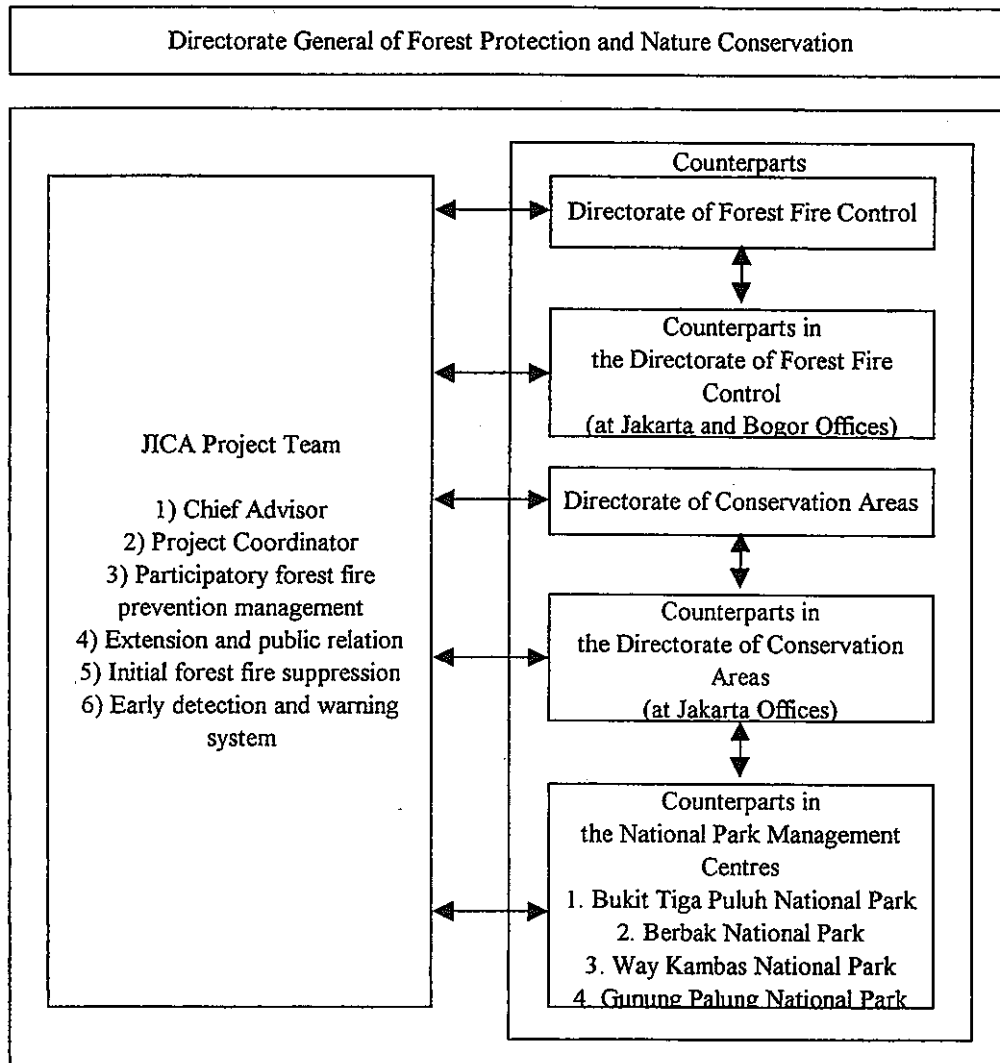 Directorate General of Forest Protection and Nature Conservation
JICA Project Team
1) Chief Advisor
2) Project Coordinator
3) Participatory forest fire
prevention management
4) Extension and public relation
5) Initial forest fire suppression
6) Early detection and warning
system
Counterparts
Directorate of Forest Fire Control
Counterparts in
the Directorate of Forest Fire
Control
(at Jakarta and Bogor Offices)
Directorate of Conservation Areas
Counterparts in
the Directorate of Conservation
Areas
(at Jakarta Offices)
Counterparts in
the National Park Management
Centres
1. Bukit Tiga Puluh National Park
2. Berbak National Park
3. Way Kambas National Park
4. Gunung Palung National Park